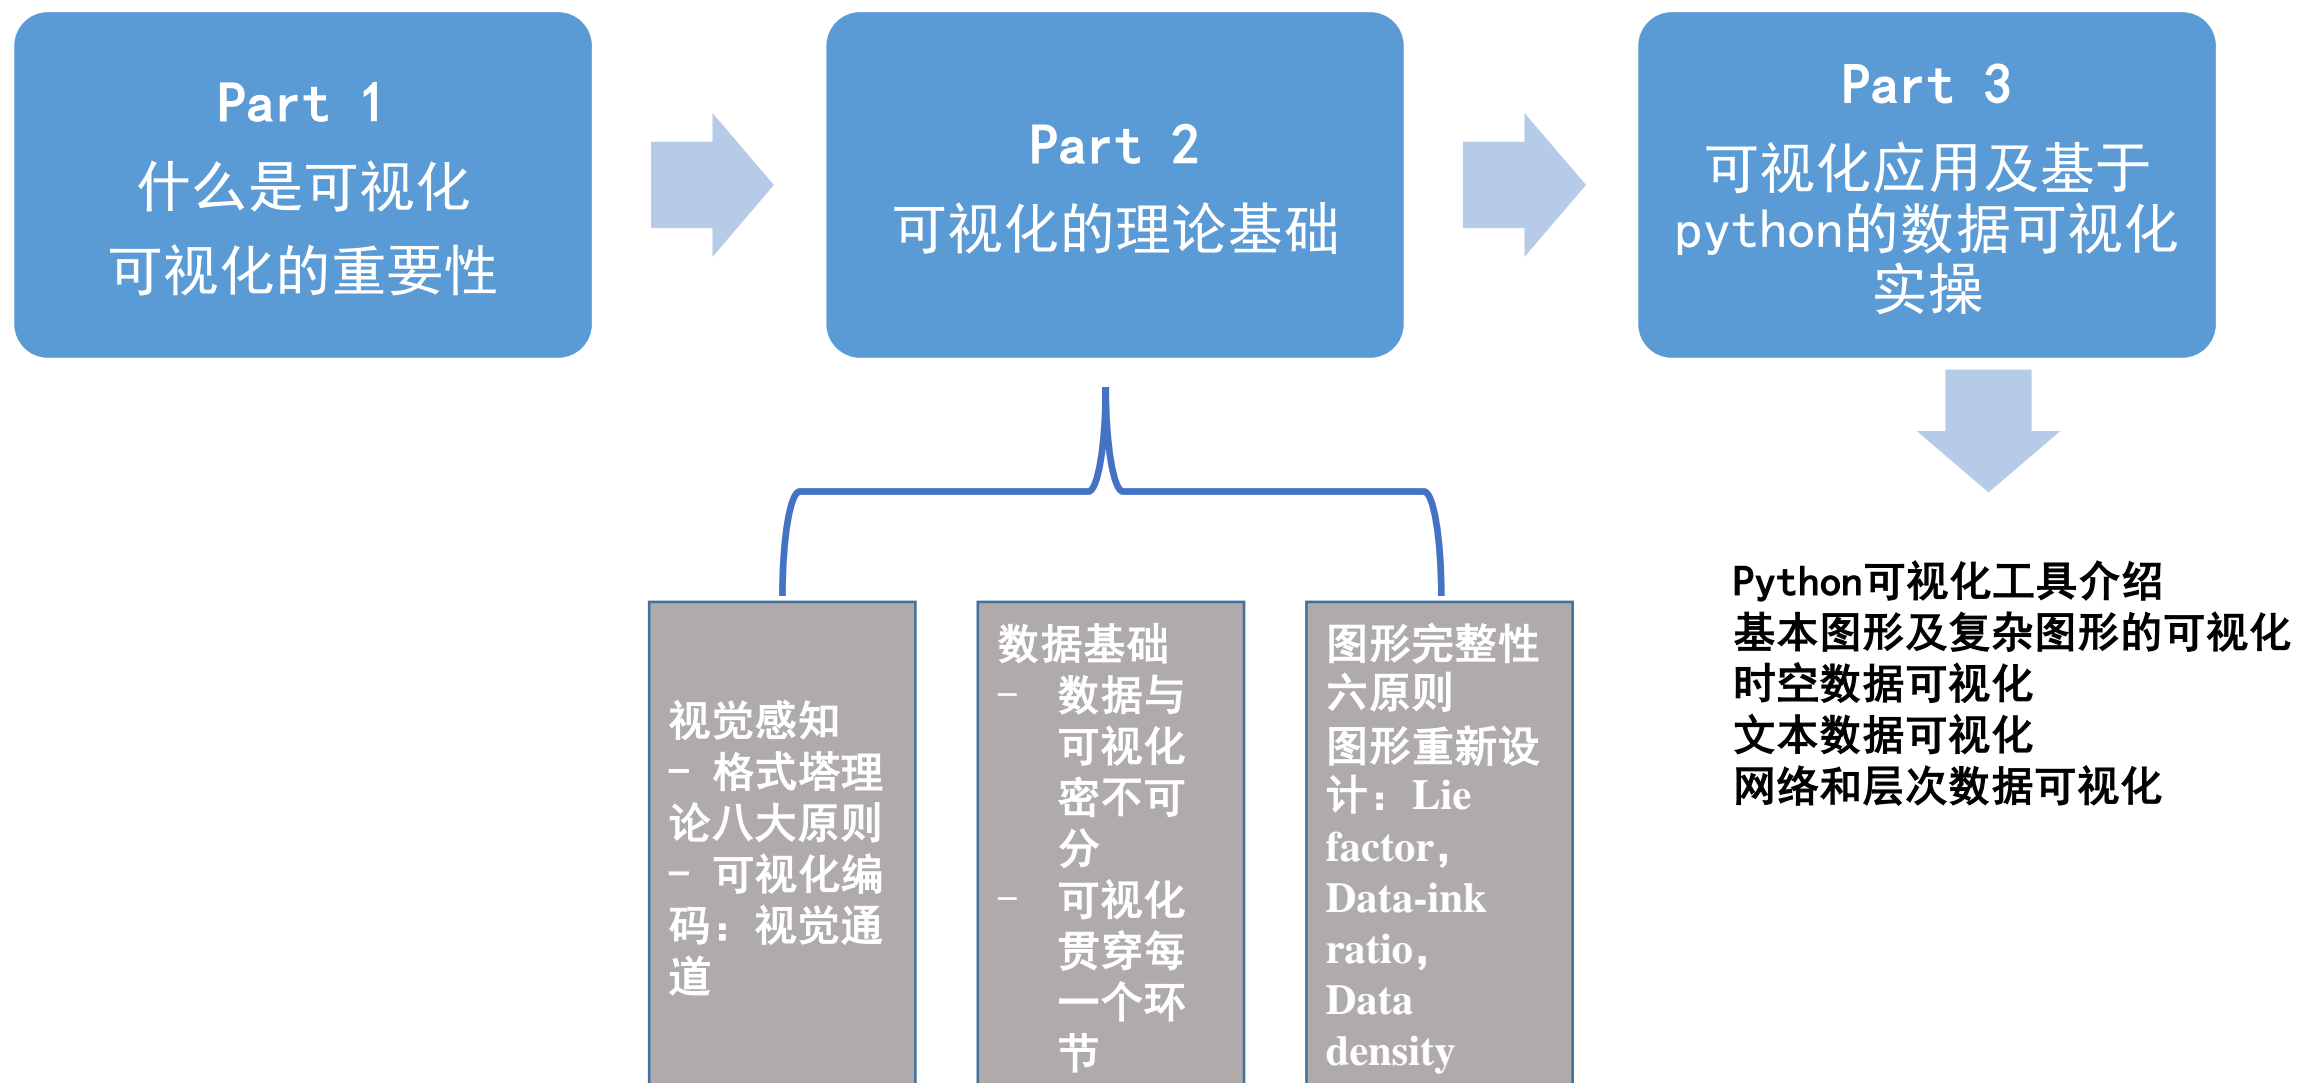 Part 1
什么是可视化
可视化的重要性
Part 2
可视化的理论基础
Part 3
可视化应用及基于
python的数据可视化
实操
视觉感知
- 格式塔理
论八大原则
- 可视化编
码：视觉通
道
数据基础
- 数据与
可视化
密不可
分
- 可视化
贯穿每
一个环
节
图形完整性
六原则
图形重新设
计：Lie
factor，
Data-ink
ratio，
Data
density
Python可视化工具介绍
基本图形及复杂图形的可视化
时空数据可视化
文本数据可视化
网络和层次数据可视化